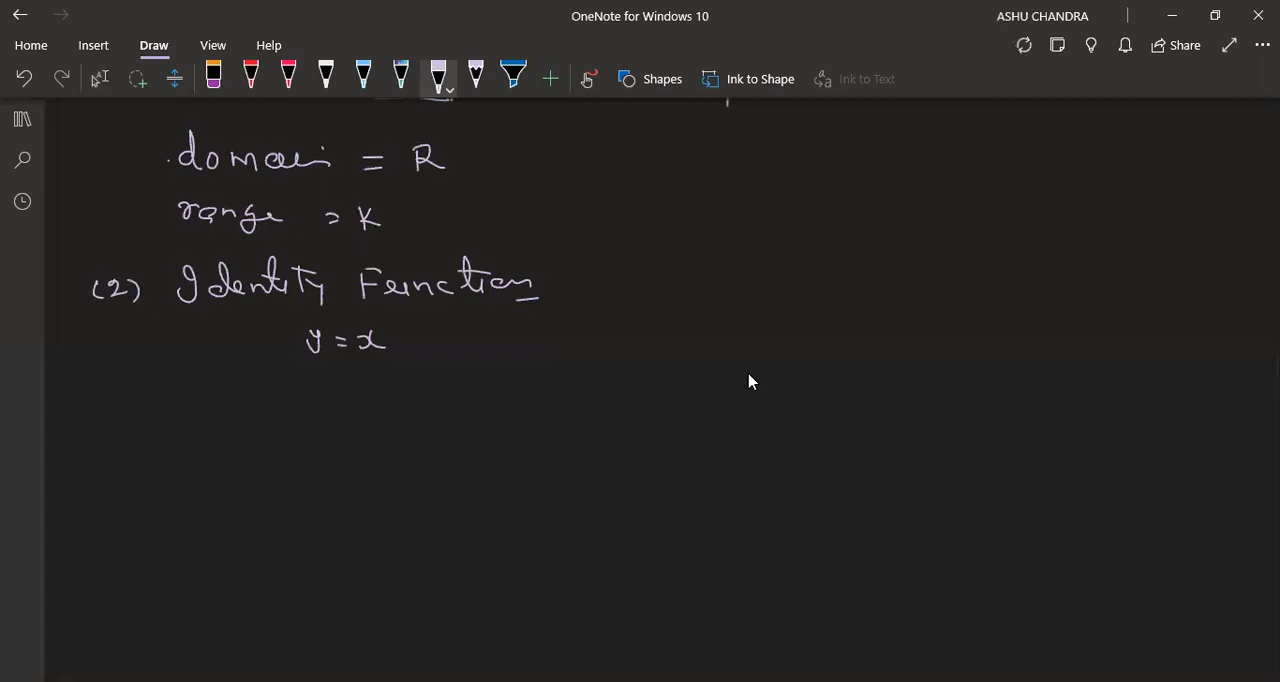 OneNote for Windows 10
ASHU CHANDRA
Home Insert Draw View Help
Share
Shapes Ink to Shape Ink to Text
domain = R
range = K
(2) Identity Function
y = x